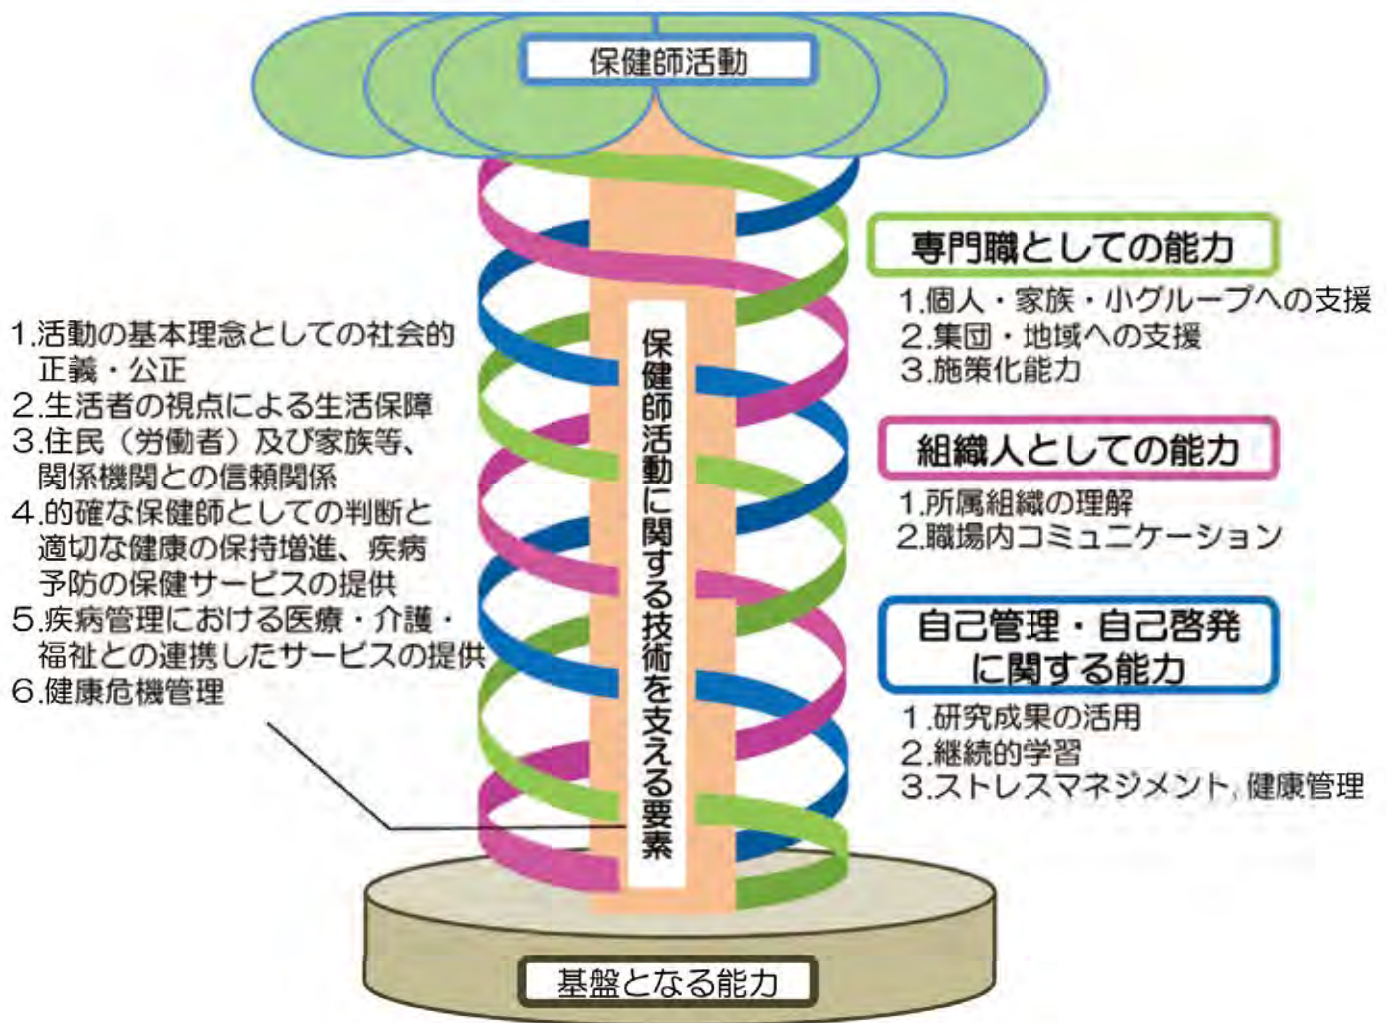 保健師活動
専門職としての能力
1.個人・家族・小グループへの支援
2.集団・地域への支援
3.施策化能力
組織人としての能力
1.所属組織の理解
2.職場内コミュニケーション
自己管理・自己啓発
に関する能力
1.研究成果の活用
2.継続的学習
3.ストレスマネジメント,健康管理
1.活動の基本理念としての社会的
正義・公正
2.生活者の視点による生活保障
3.住民（労働者）及び家族等、
関係機関との信頼関係
4.的確な保健師としての判断と
適切な健康の保持増進、疾病
予防の保健サービスの提供
5.疾病管理における医療・介護・
福祉との連携したサービスの提供
6.健康危機管理
保健師活動に関する技術を支える要素
基盤となる能力